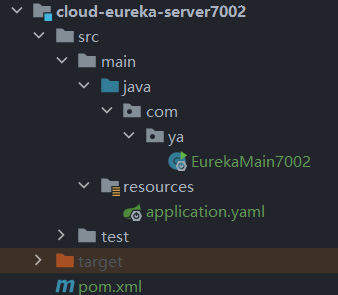 cloud-eureka-server7002
src
main
java
com
ya
EurekaMain7002
resources
application.yaml
test
target
pom.xml